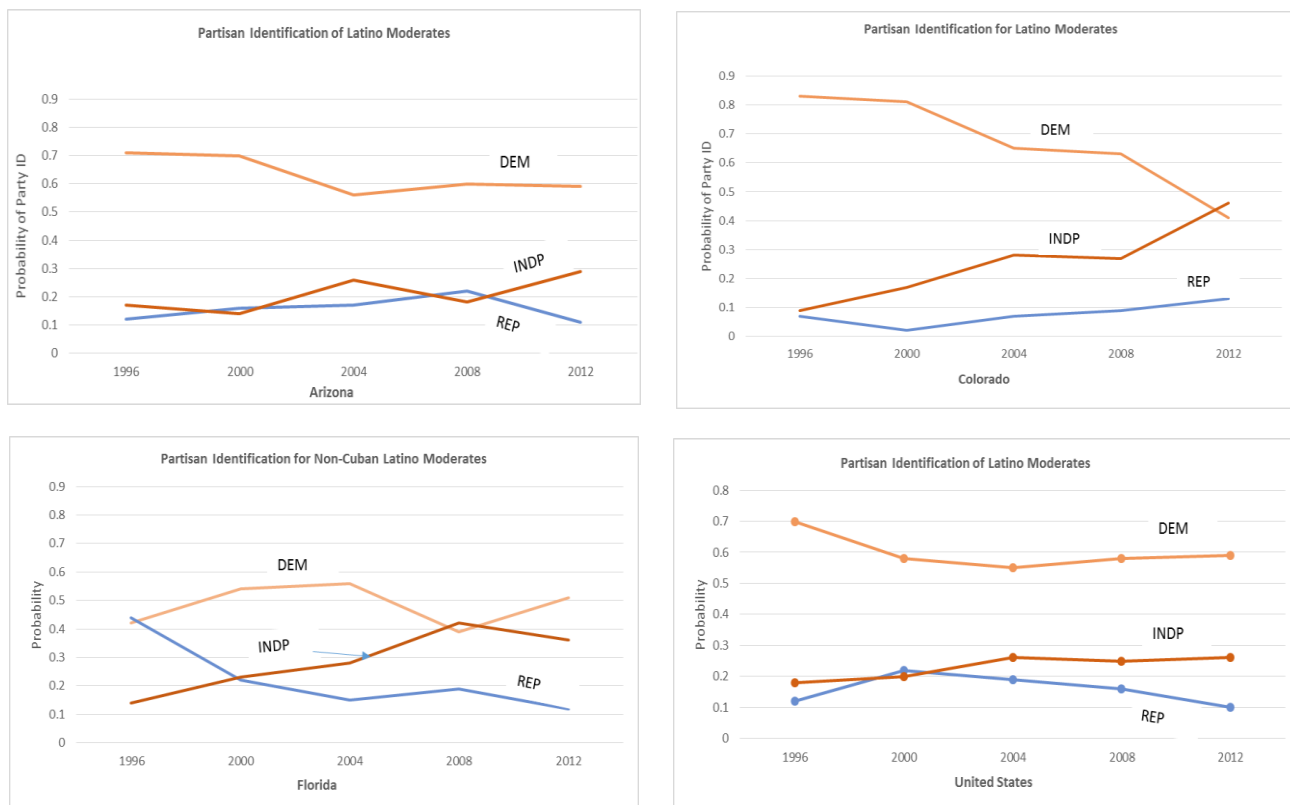 Partisan Identification of Latino Moderates
Probability of Party ID
0.9
0.8
0.7
0.6
0.5
0.4
0.3
0.2
0.1
0
DEM
INDP
REP
1996 2000 2004 2008 2012
Arizona
Partisan Identification for Latino Moderates
0.9
0.8
0.7
0.6
0.5
0.4
0.3
0.2
0.1
0
DEM
INDP
REP
1996 2000 2004 2008 2012
Colorado
Partisan Identification for Non-Cuban Latino Moderates
Probability
0.9
0.8
0.7
0.6
0.5
0.4
0.3
0.2
0.1
0
DEM
INDP
REP
1996 2000 2004 2008 2012
Florida
Partisan Identification of Latino Moderates
Probability
0.8
0.7
0.6
0.5
0.4
0.3
0.2
0.1
0
DEM
INDP
REP
1996 2000 2004 2008 2012
United States